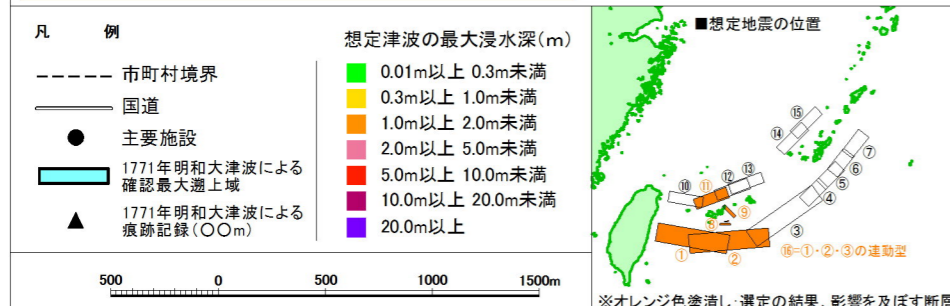 凡 例
市町村境界
国道
主要施設
1771年明和大津波による
確認最大遡上域
1771年明和大津波による
痕跡記録(〇〇m)
想定津波の最大浸水深(m)
0.01m以上 0.3m未満
0.3m以上 1.0m未満
1.0m以上 2.0m未満
2.0m以上 5.0m未満
5.0m以上 10.0m未満
10.0m以上 20.0m未満
20.0m以上
500 0 500 1000 1500m
■想定地震の位置
⑮
⑭
⑦
⑥
⑤
④
⑬
⑫
⑪
⑩
⑨
⑧
③
① ②
⑯=①・②・③の連動型
※オレンジ色塗潰し:選定の結果、影響を及ぼす断層